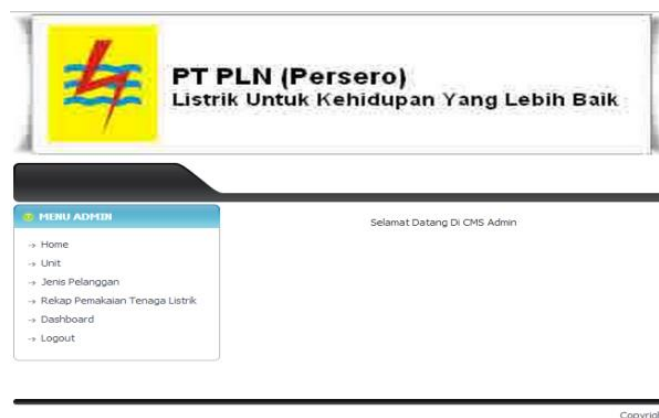 PT PLN (Persero)
Listrik Untuk Kehidupan Yang Lebih Baik
MENU ADMIN
Selamat Datang Di CMS Admin
Home
Unit
Jenis Pelanggan
Rekap Pemakaian Tenaga Listrik
Dashboard
Logout